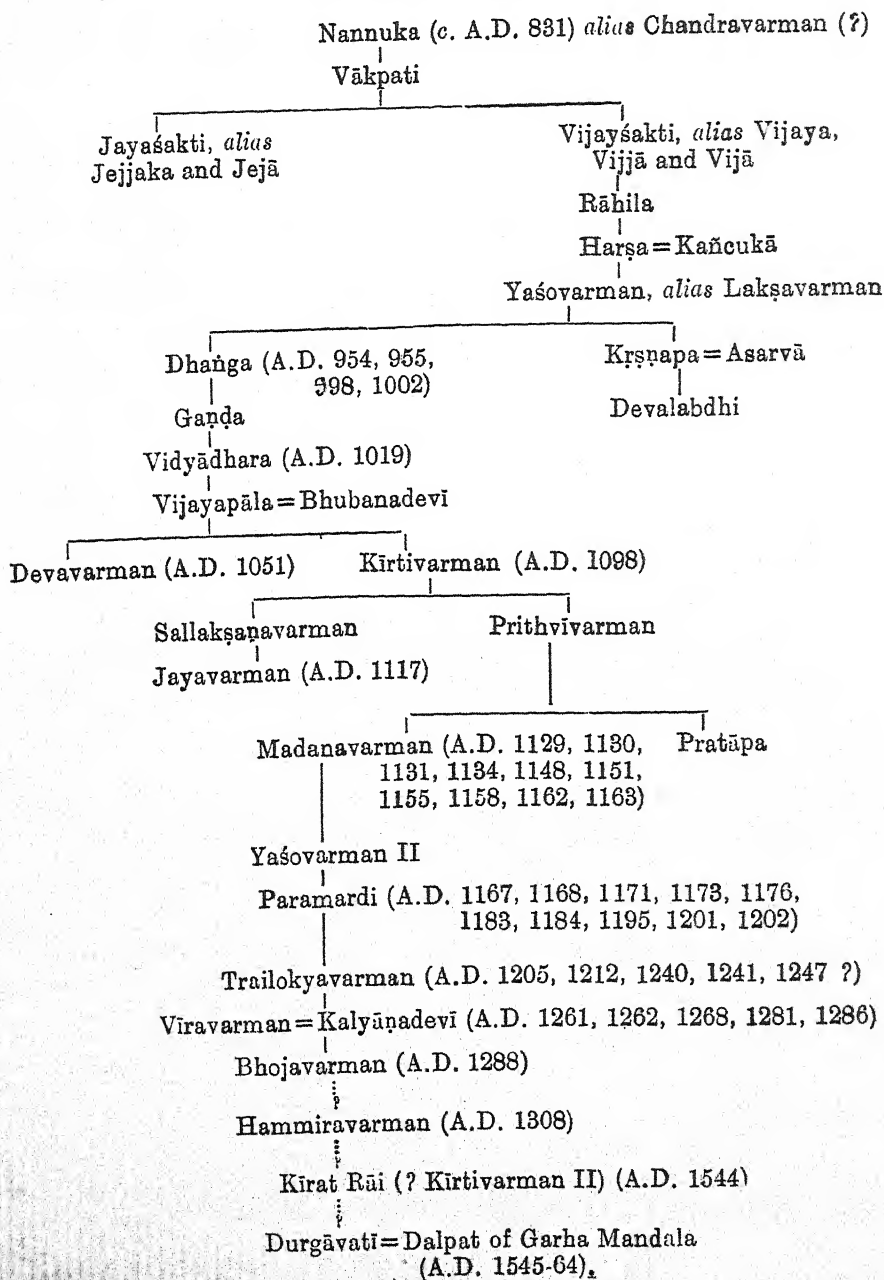 Nannuka (c. A.D. 831) alias Chandravarman (?)
Vākpati
Jayaśakti, alias
Jejjaka and Jejā
Vijayśakti, alias Vijaya,
Vijjā and Vijā
Rāhila
Harṣa=Kañcukā
Yaśovarman, alias Lakṣavarman
Dhaṅga (A.D. 954, 955,
998, 1002)
Kṛṣṇapa=Asarvā
Devalabdhi
Gaṇḍa
Vidyādhara (A.D. 1019)
Vijayapāla=Bhubanadevī
Devavarman (A.D. 1051) Kīrtivarman (A.D. 1098)
Sallakṣaṇavarman Prithvīvarman
Jayavarman (A.D. 1117)
Madanavarman (A.D. 1129, 1130, Pratāpa
1131, 1134, 1148, 1151,
1155, 1158, 1162, 1163)
Yaśovarman II
Paramardi (A.D. 1167, 1168, 1171, 1173, 1176,
1183, 1184, 1195, 1201, 1202)
Trailokyavarman (A.D. 1205, 1212, 1240, 1241, 1247 ?)
Vīravarman=Kalyāṇadevī (A.D. 1261, 1262, 1268, 1281, 1286)
Bhojavarman (A.D. 1288)
?
Hammiravarman (A.D. 1308)
?
Kīrat Rāi (? Kīrtivarman II) (A.D. 1544)
?
Durgāvatī=Dalpat of Garha Mandala
(A.D. 1545-64).